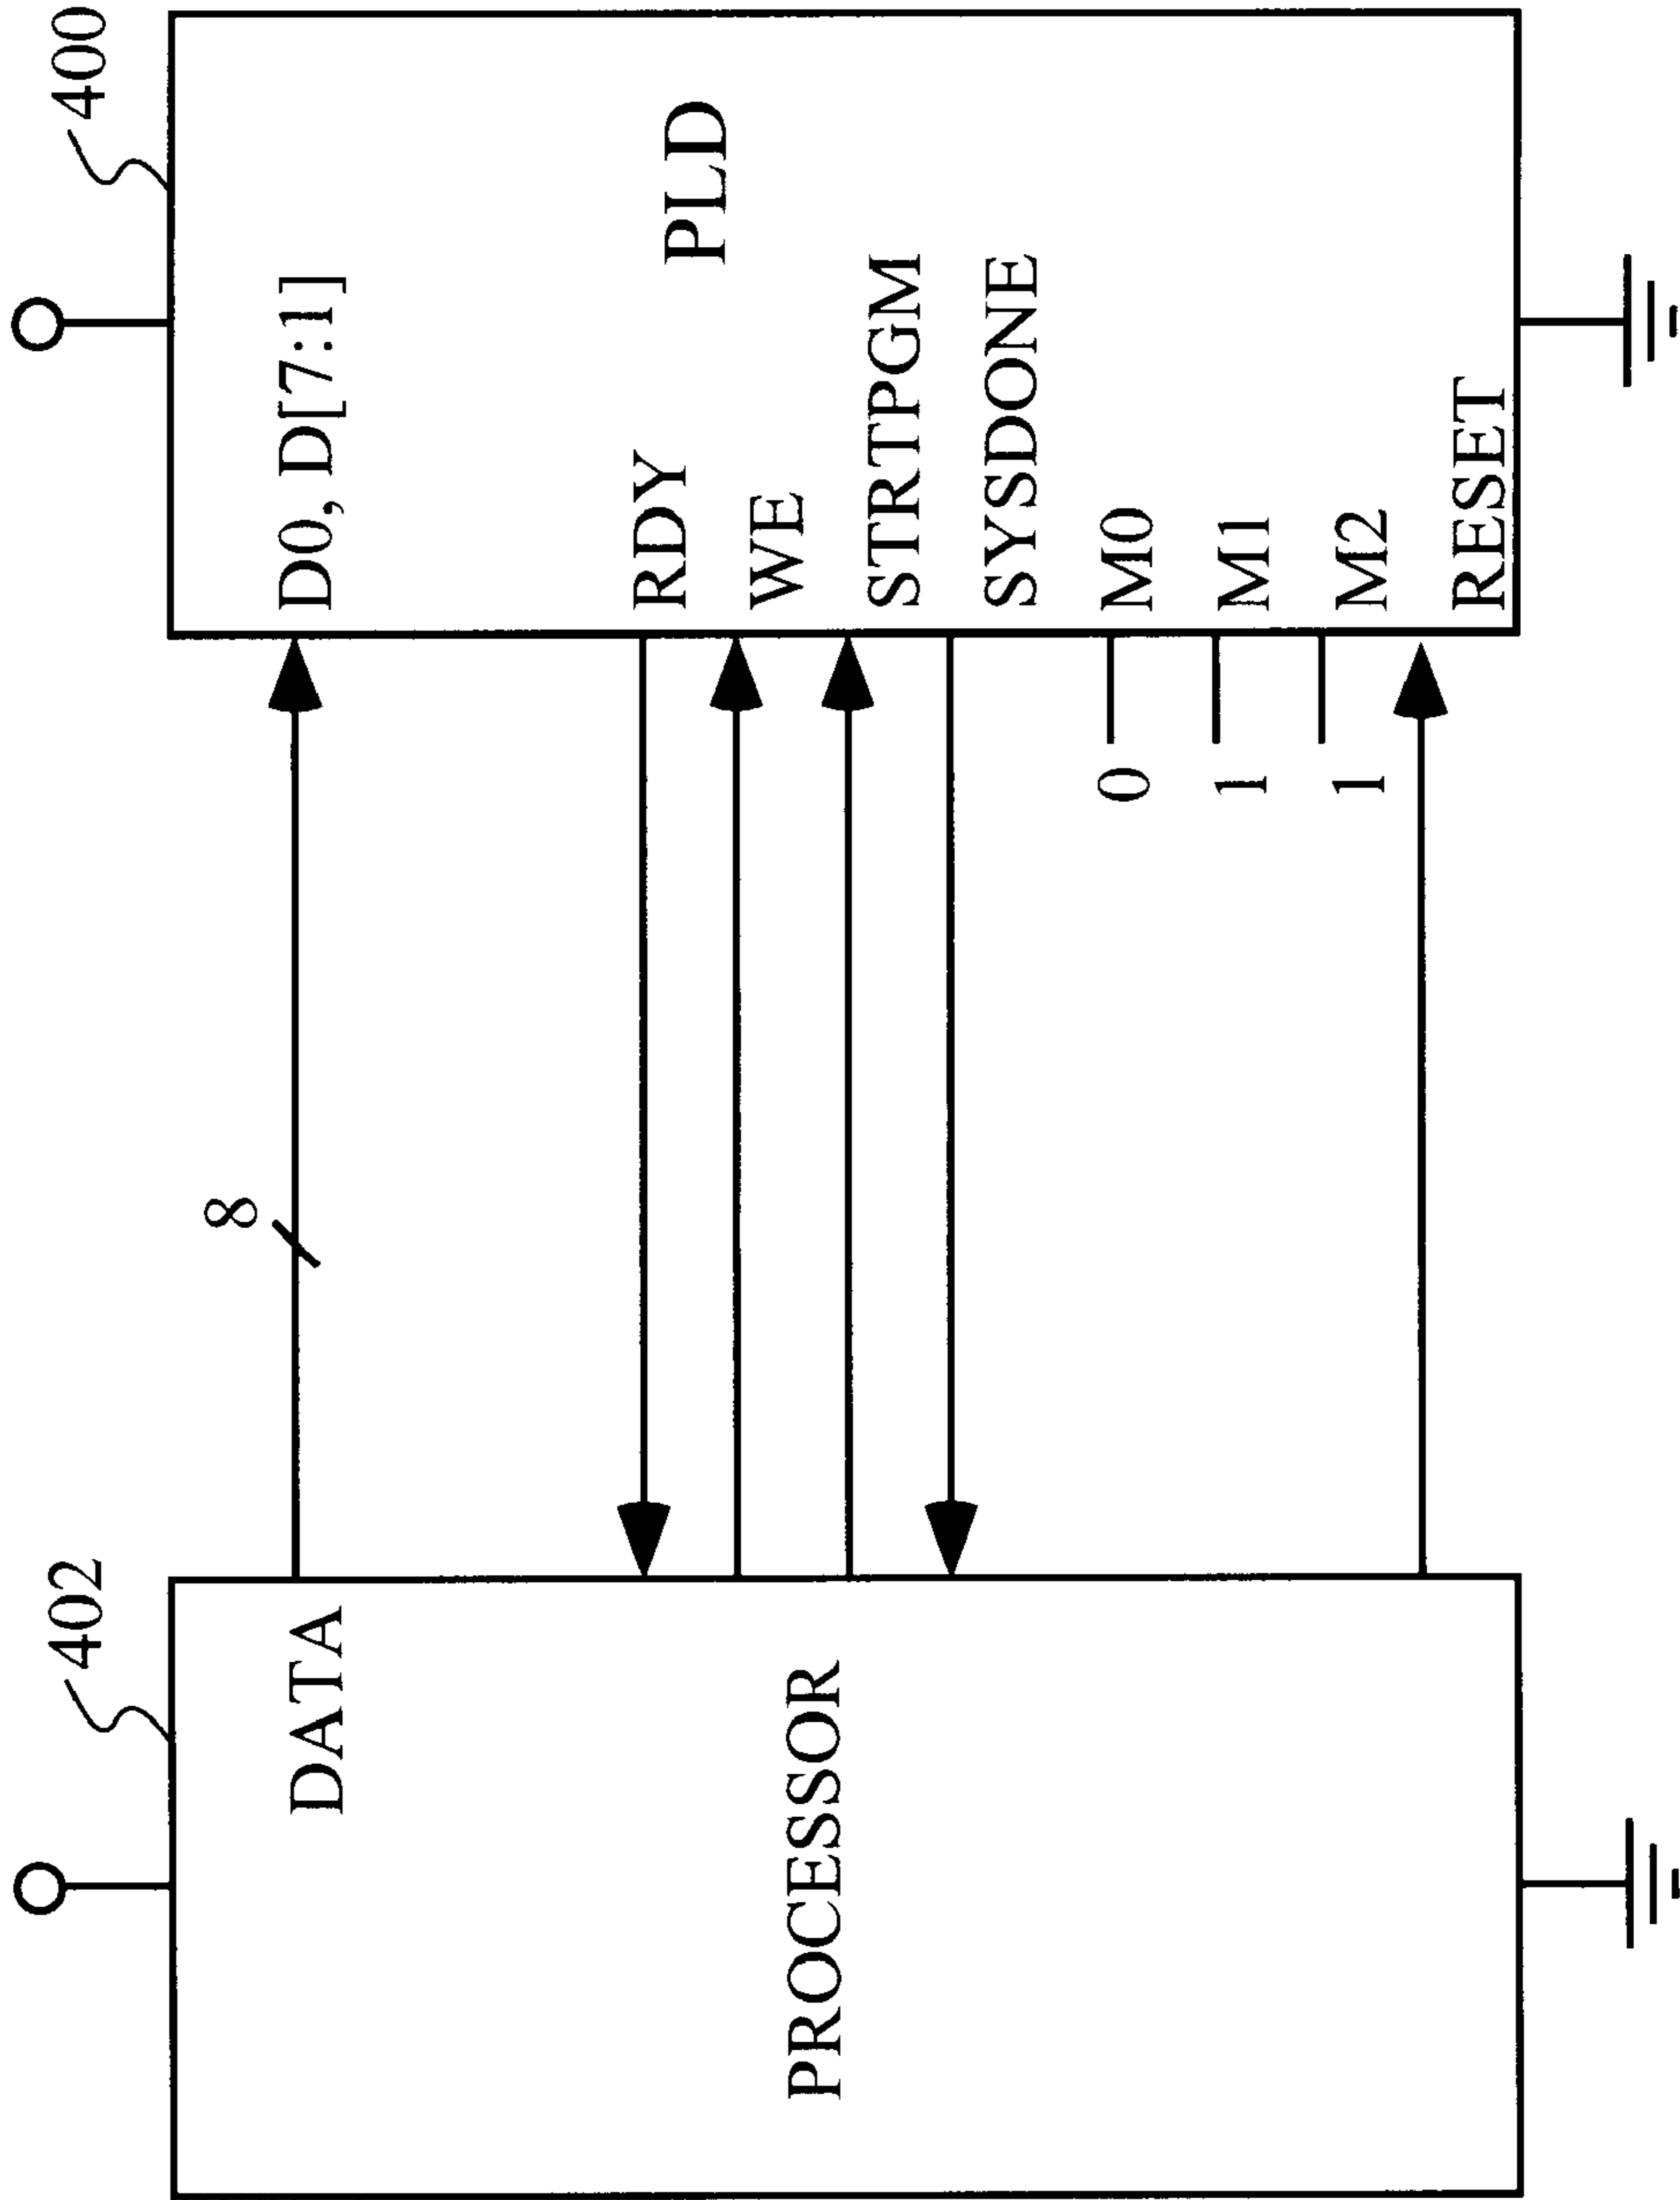 402
400
DATA
8
D0, D[7:1]
PROCESSOR
PLD
RDY
WE
STRTPGM
SYSDONE
0 M0
1 M1
1 M2
RESET